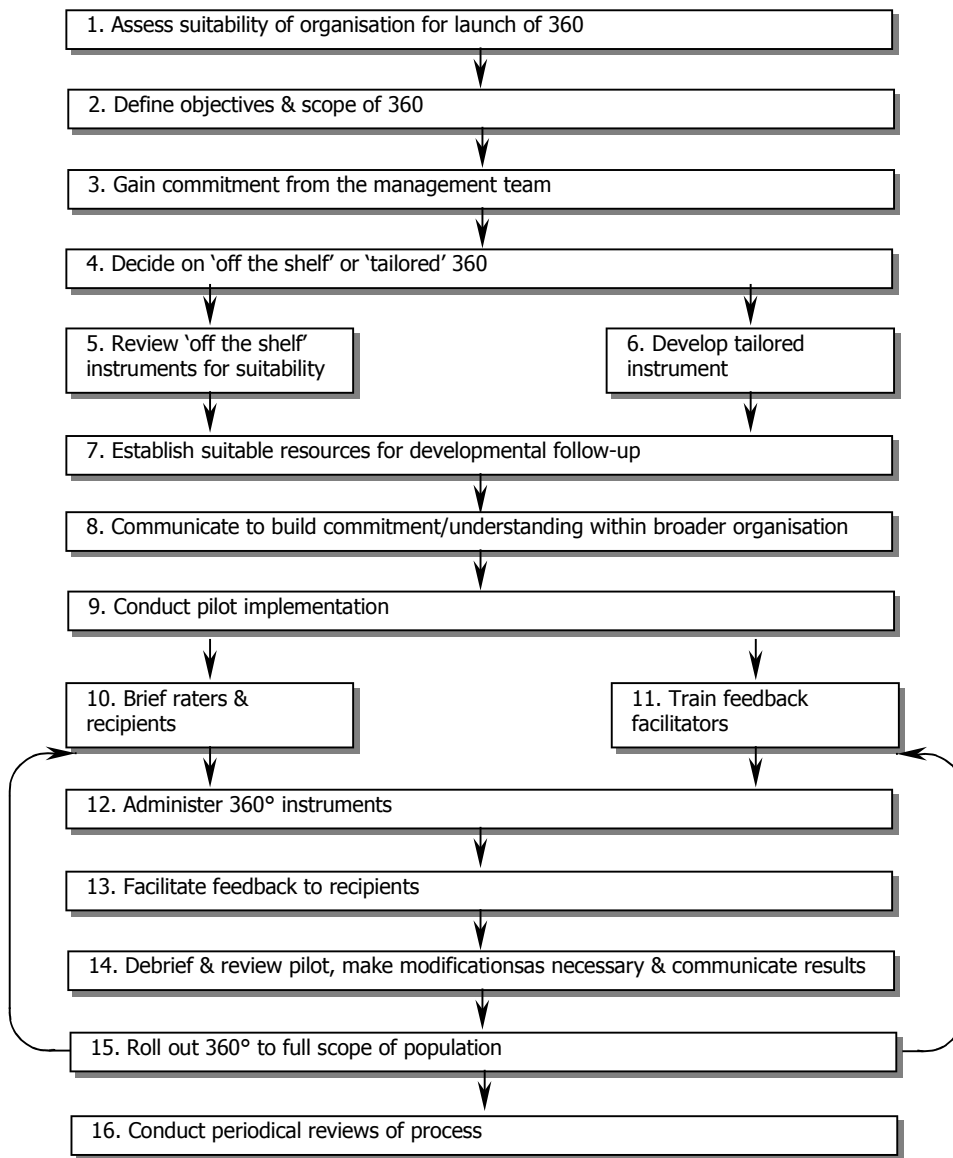 1. Assess suitability of organisation for launch of 360
2. Define objectives & scope of 360
3. Gain commitment from the management team
4. Decide on ‘off the shelf’ or ‘tailored’ 360
5. Review ‘off the shelf’
instruments for suitability
6. Develop tailored
instrument
7. Establish suitable resources for developmental follow-up
8. Communicate to build commitment/understanding within broader organisation
9. Conduct pilot implementation
10. Brief raters &
recipients
11. Train feedback
facilitators
12. Administer 360° instruments
13. Facilitate feedback to recipients
14. Debrief & review pilot, make modificationsas necessary & communicate results
15. Roll out 360° to full scope of population
16. Conduct periodical reviews of process